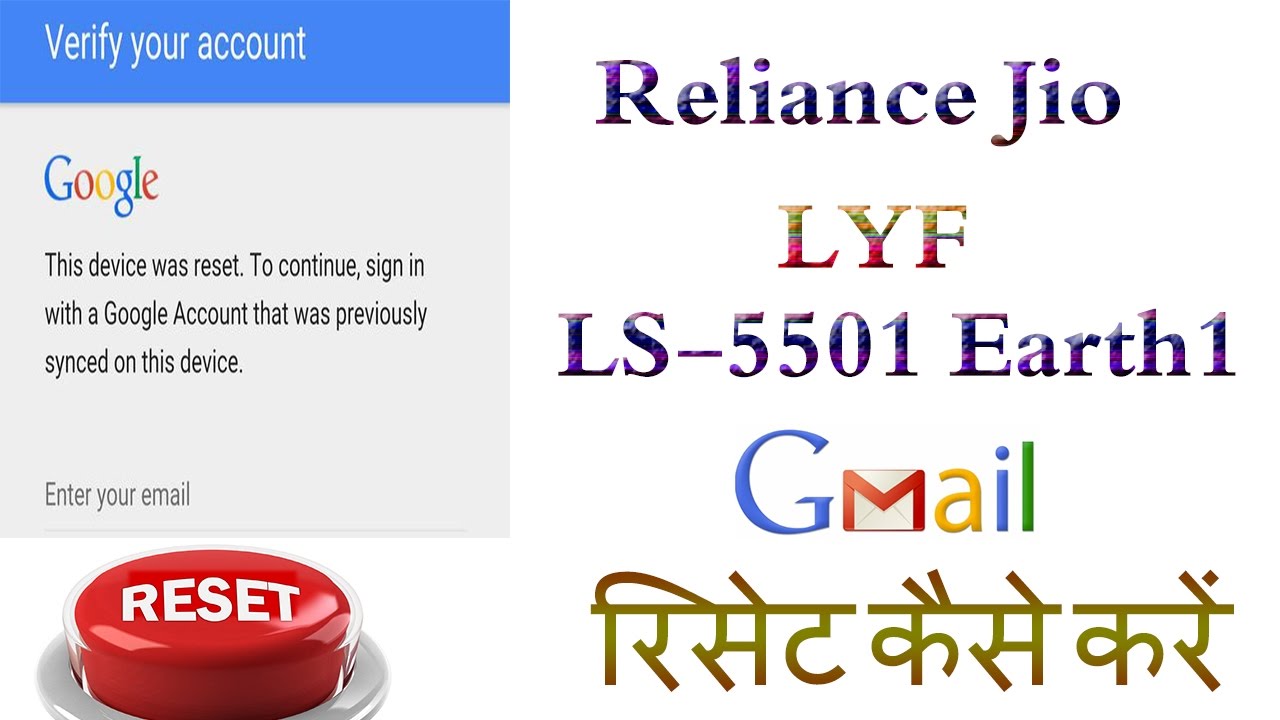 Verify your account
Google
This device was reset. To continue, sign in
with a Google Account that was previously
synced on this device.
Enter your email
RESET
Reliance Jio
LYF
LS-5501 Earth1
Gmail
रिसेट कैसे करें